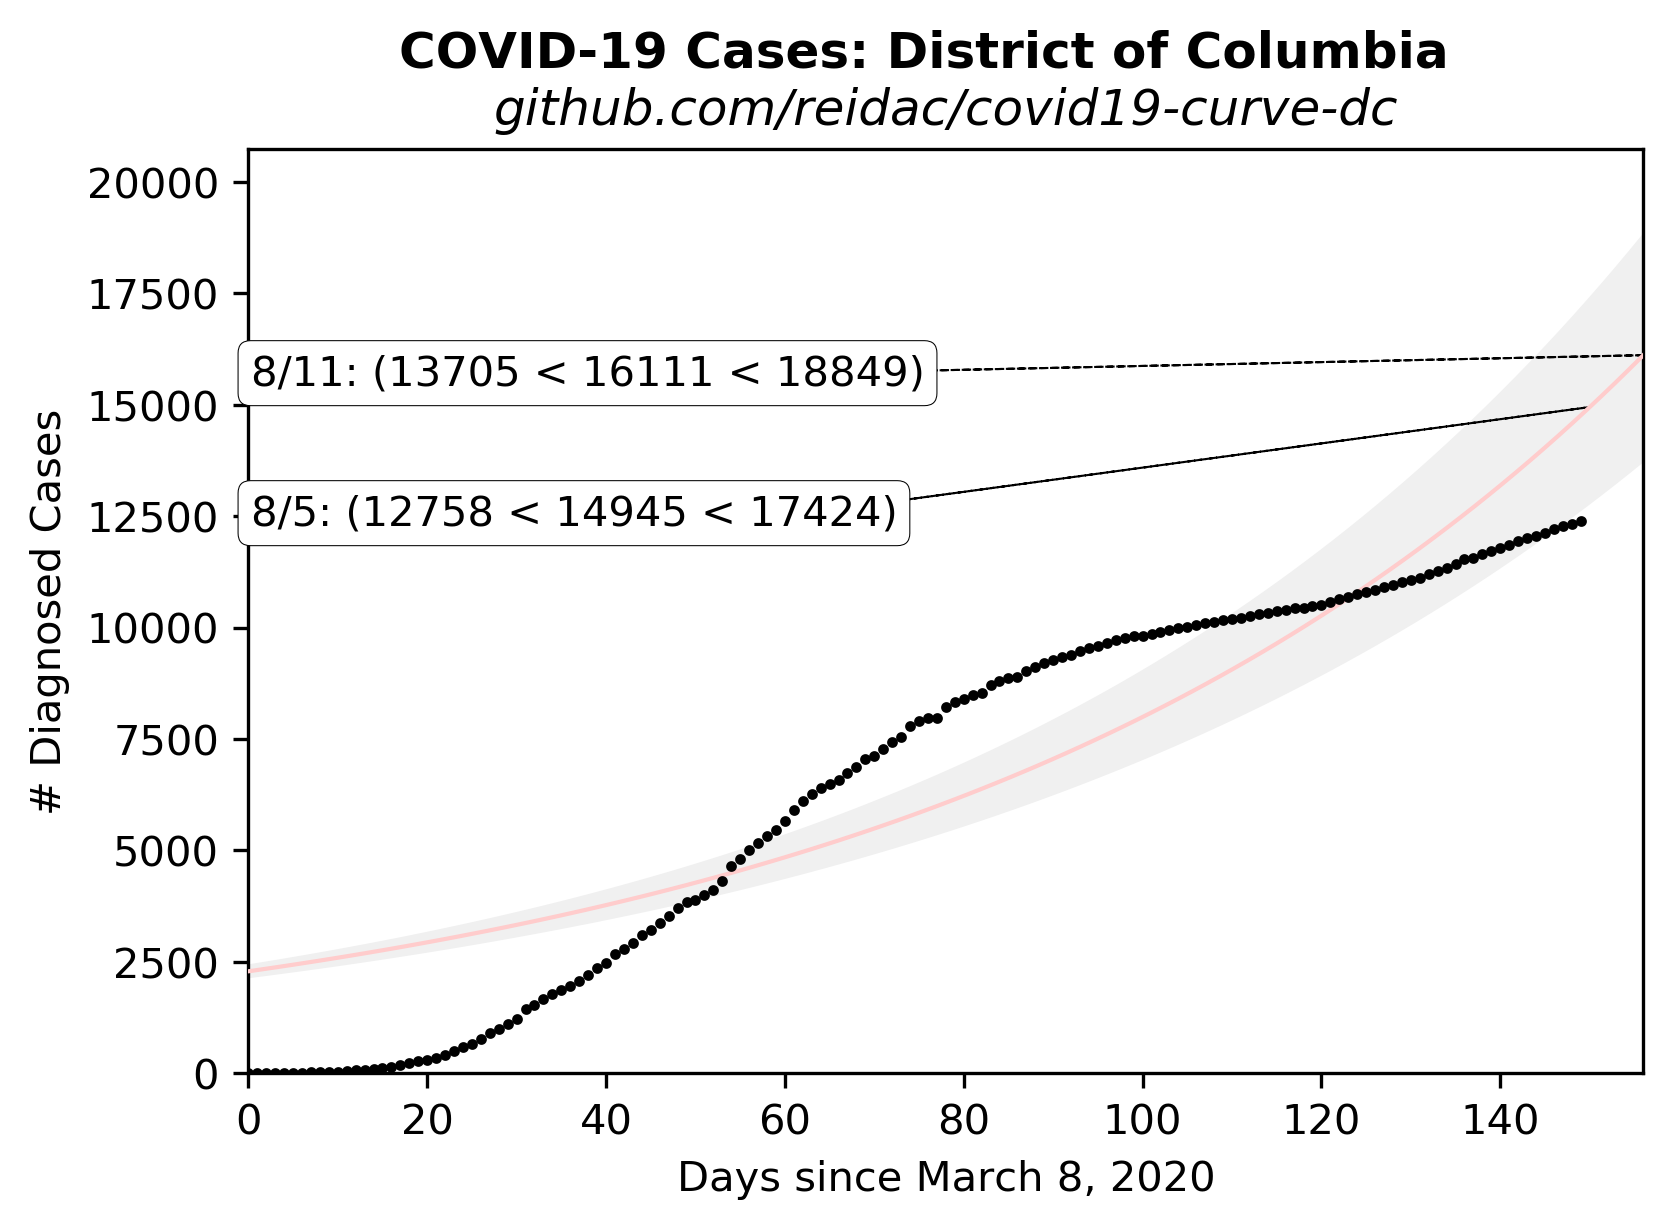 COVID-19 Cases: District of Columbia
github.com/reidac/covid19-curve-dc
# Diagnosed Cases
20000
17500
15000
12500
10000
7500
5000
2500
0
8/11: (13705 < 16111 < 18849)
8/5: (12758 < 14945 < 17424)
0 20 40 60 80 100 120 140
Days since March 8, 2020